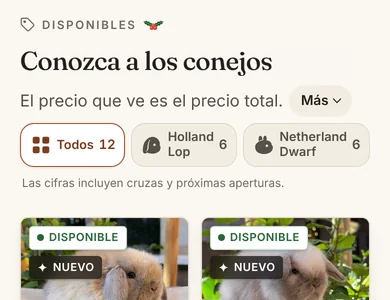 DISPONIBLES
Conozca a los conejos
El precio que ve es el precio total. Más
Todos 12
Holland Lop 6
Netherland Dwarf 6
Las cifras incluyen cruzas y próximas aperturas.
DISPONIBLE
NUEVO
DISPONIBLE
NUEVO